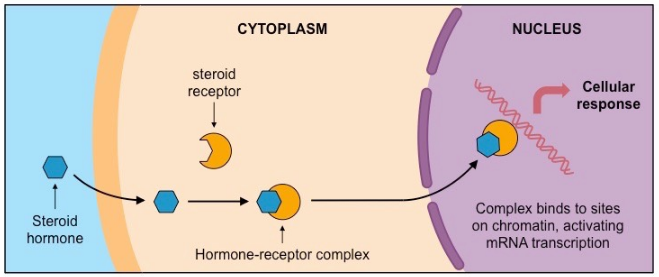 CYTOPLASM
NUCLEUS
steroid
receptor
Cellular
response
Steroid
hormone
Hormone-receptor complex
Complex binds to sites
on chromatin, activating
mRNA transcription